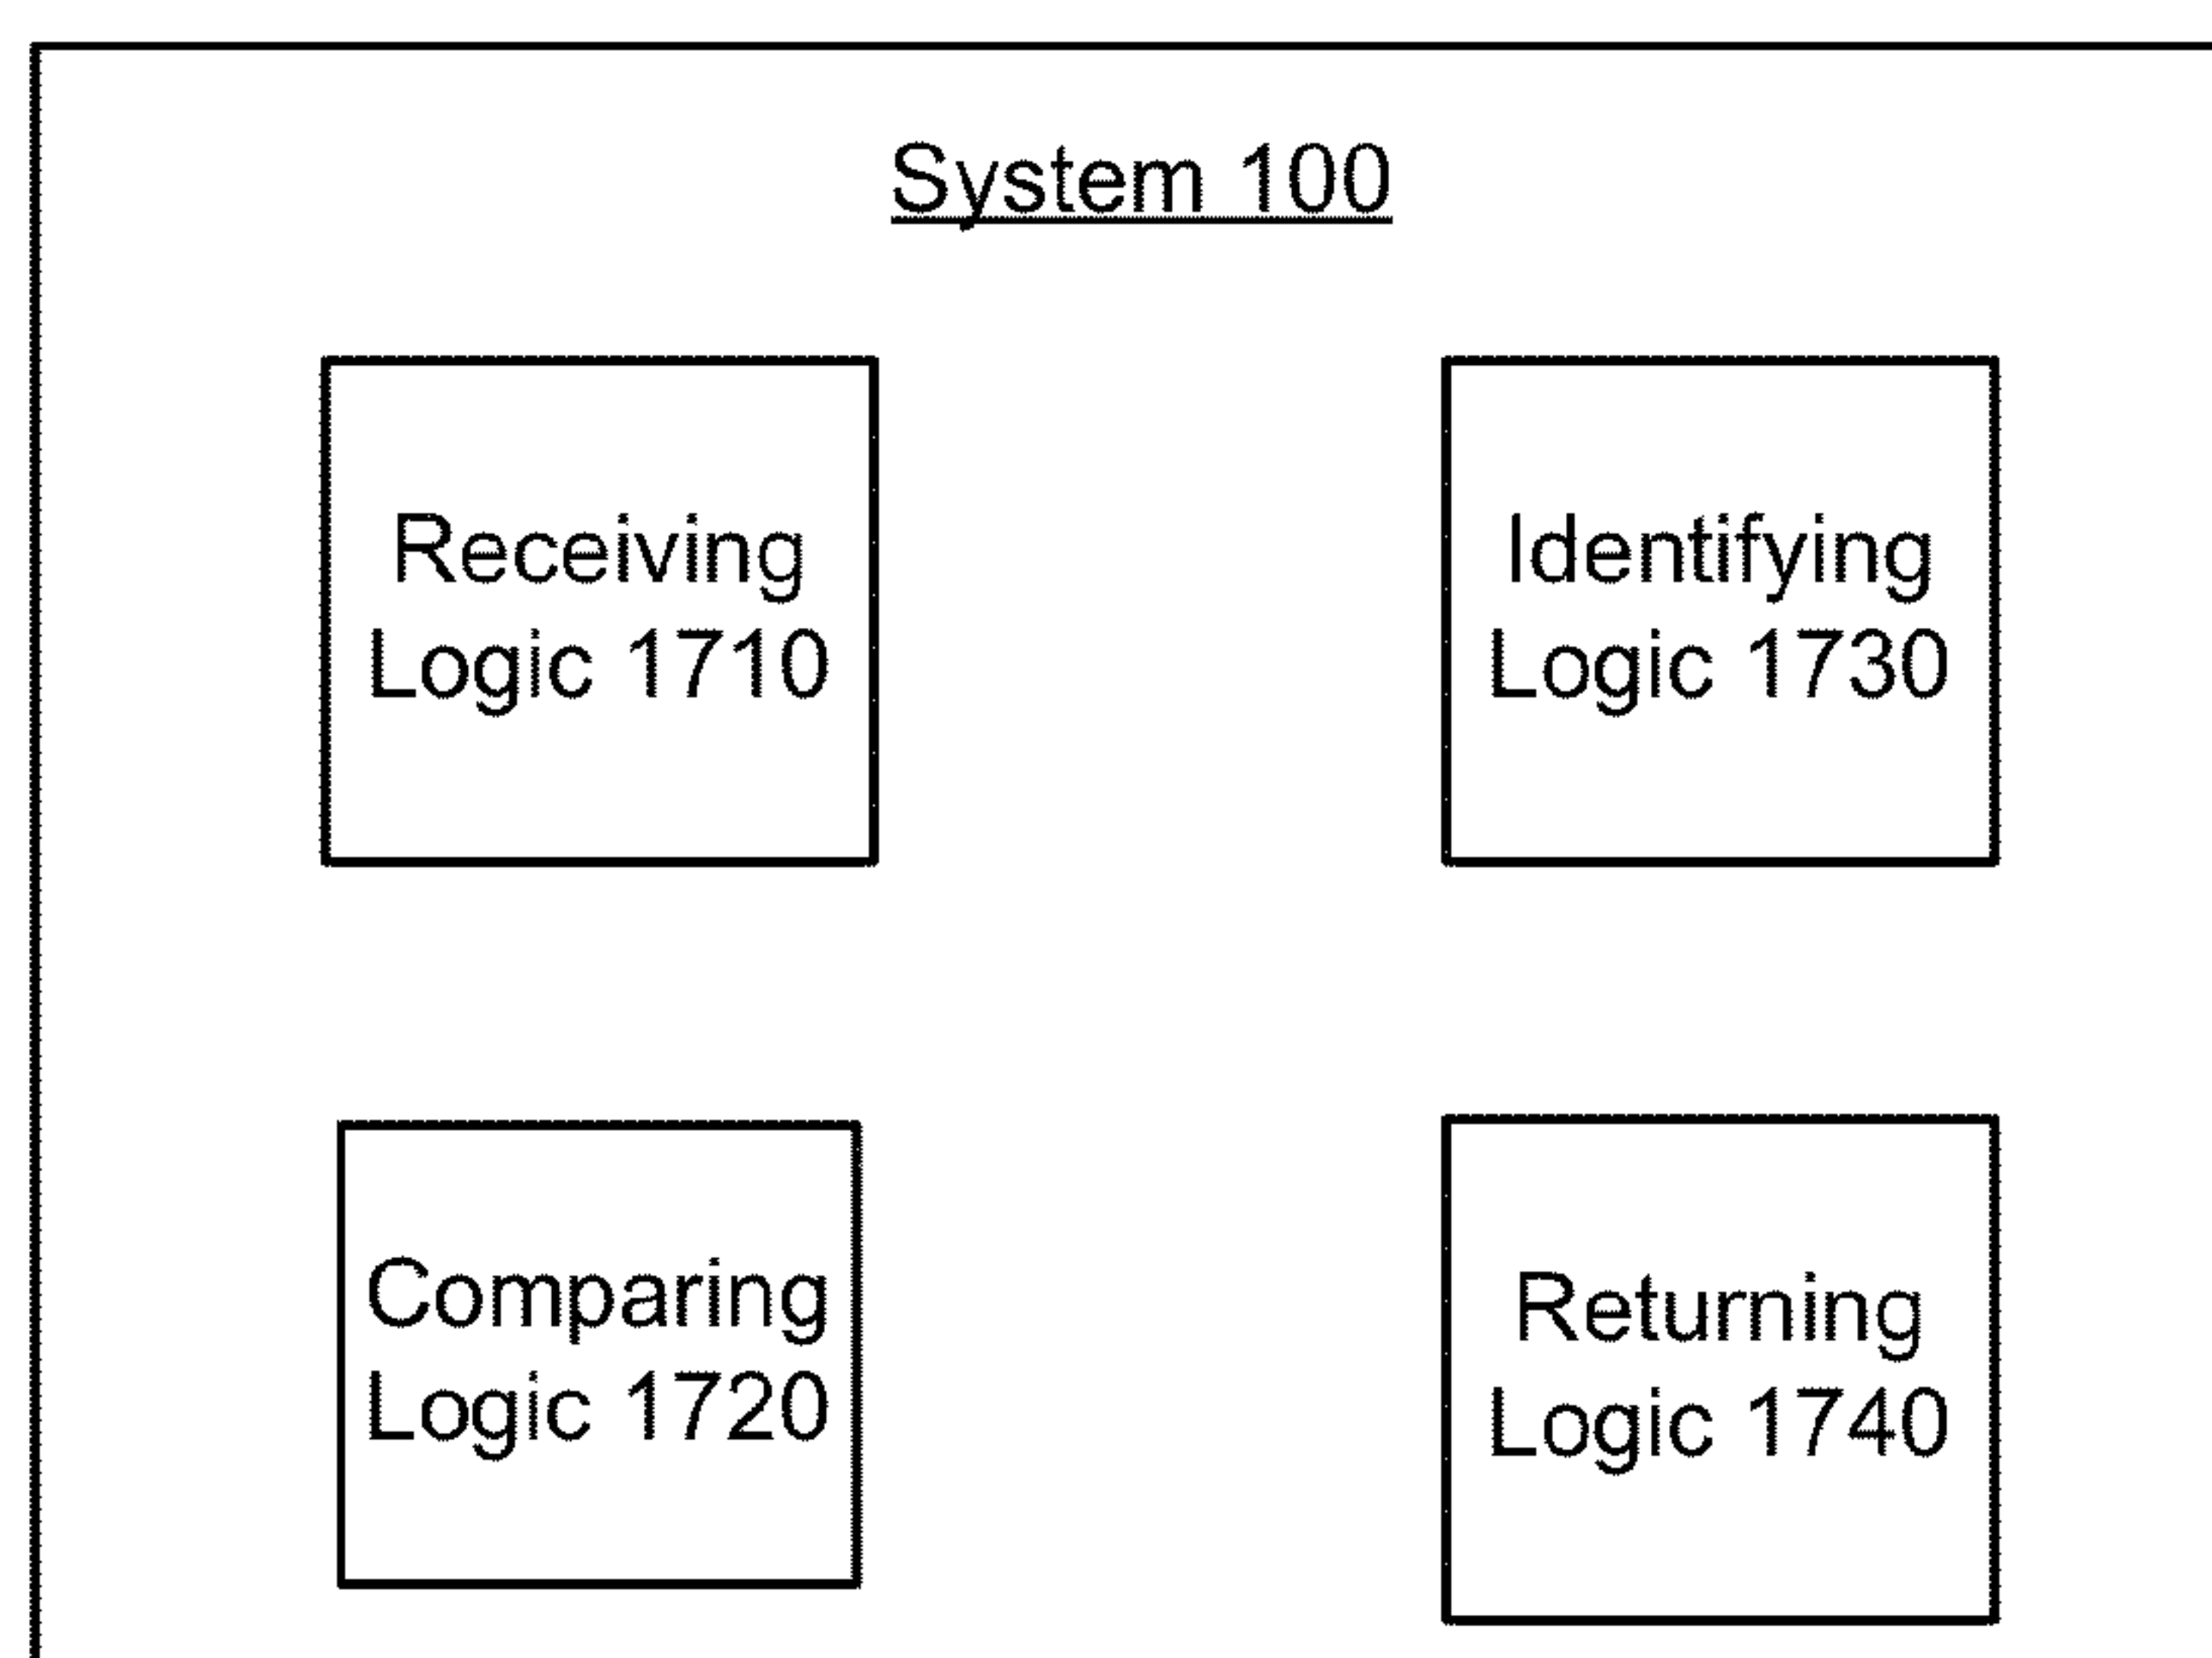 System 100
Receiving
Logic 1710
Identifying
Logic 1730
Comparing
Logic 1720
Returning
Logic 1740